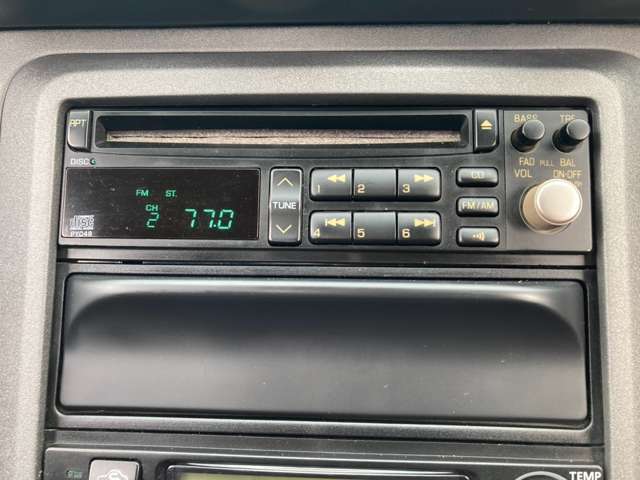 RPT
BASS TRE
DISC
FAD PULL BAL
VOL ON-OFF
1 2 3
CD
FM ST.
CH
2 77.0
TUNE
FM/AM
4 5 6
DISC
TEMP